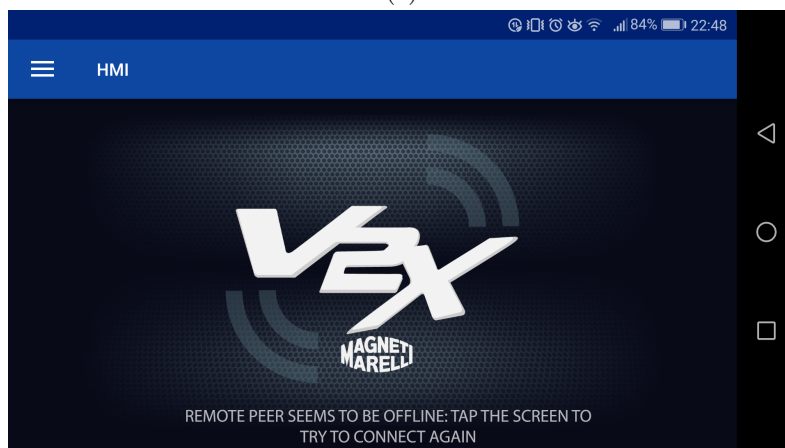 84% 22:48
HMI
V2X
MAGNETI
MARELLI
REMOTE PEER SEEMS TO BE OFFLINE: TAP THE SCREEN TO
TRY TO CONNECT AGAIN